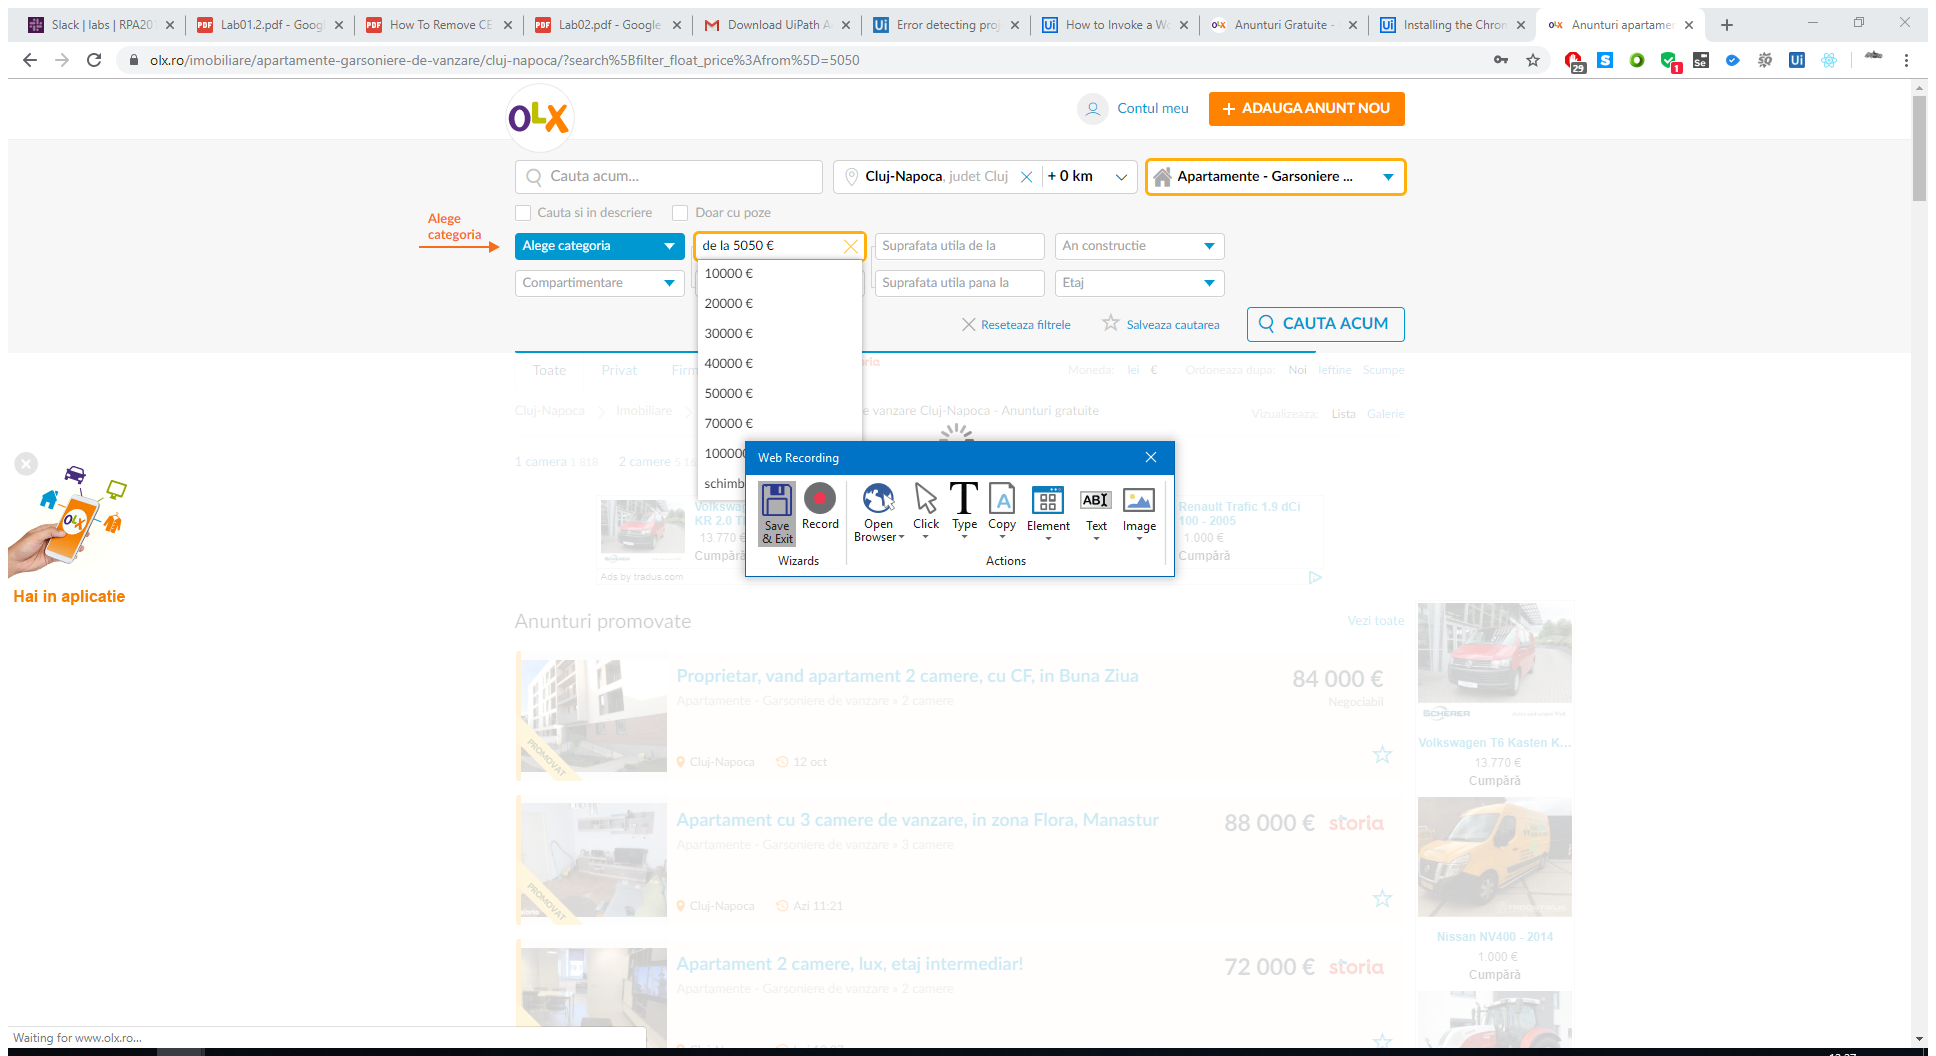 Slack | labs | RPA201
Lab01.2.pdf - Googl
How To Remove CE
Lab02.pdf - Google
Download UiPath A
Error detecting proj
How to Invoke a Wo
Anunturi Gratuite -
Installing the Chrom
Anunturi apartamen
olx.ro/imobiliare/apartamente-garsoniere-de-vanzare/cluj-napoca/?search%5Bfilter_float_price%3Afrom%5D=5050
29
1
OLX
Contul meu
+ ADAUGA ANUNT NOU
Cauta acum...
Cluj-Napoca, judet Cluj
+ 0 km
Apartamente - Garsoniere ...
Cauta si in descriere
Doar cu poze
Alege
categoria
Alege categoria
de la 5050 €
Suprafata utila de la
An constructie
Compartimentare
Suprafata utila pana la
Etaj
10000 €
20000 €
30000 €
40000 €
50000 €
70000 €
100000
schimb
Reseteaza filtrele
Salveaza cautarea
CAUTA ACUM
Toate
Privat
Firm
Moneda: lei €
Ordoneaza dupa: Noi Ieftine Scumpe
Cluj-Napoca
Imobiliare
e vanzare Cluj-Napoca - Anunturi gratuite
Vizualizeaza: Lista Galerie
1 camera 1 818
2 camere
Web Recording
Save & Exit
Record
Open Browser
Click
Type
Copy
Element
Text
Image
Wizards
Actions
Volkswag
KR 2.0 TI
13.770 €
Cumpără
Ads by tradus.com
Renault Trafic 1.9 dCi
100 - 2005
1.000 €
Cumpără
Hai in aplicatie
Anunturi promovate
Vezi toate
Proprietar, vand apartament 2 camere, cu CF, in Buna Ziua
84 000 €
Apartamente - Garsoniere de vanzare » 2 camere
Negociabil
PROMOVAT
Cluj-Napoca
12 oct
Apartament cu 3 camere de vanzare, in zona Flora, Manastur
88 000 €
storia
Apartamente - Garsoniere de vanzare » 3 camere
PROMOVAT
Cluj-Napoca
Azi 11:21
Apartament 2 camere, lux, etaj intermediar!
72 000 €
storia
Apartamente - Garsoniere de vanzare » 2 camere
SCHERER
Volkswagen T6 Kasten K...
13.770 €
Cumpără
Nissan NV400 - 2014
1.000 €
Cumpără
Waiting for www.olx.ro...